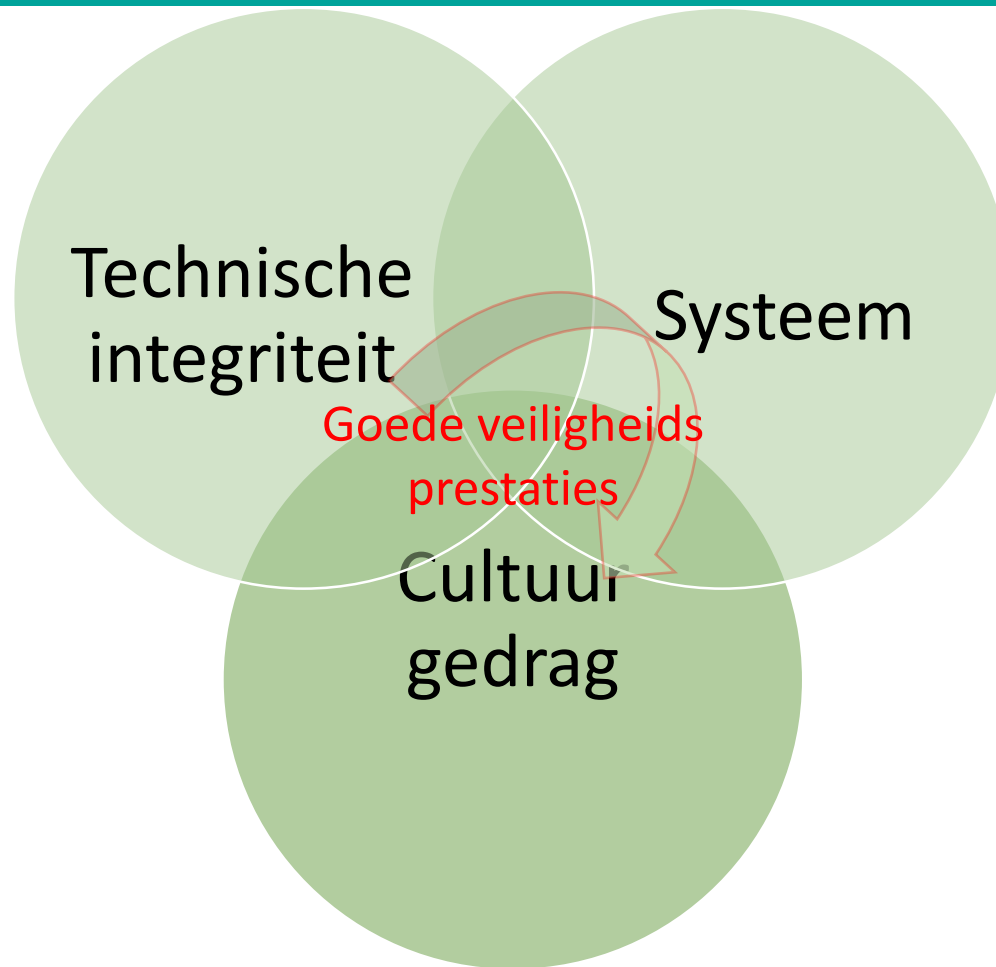 Technische
integriteit
Systeem
Goede veiligheids
prestaties
Cultuur
gedrag